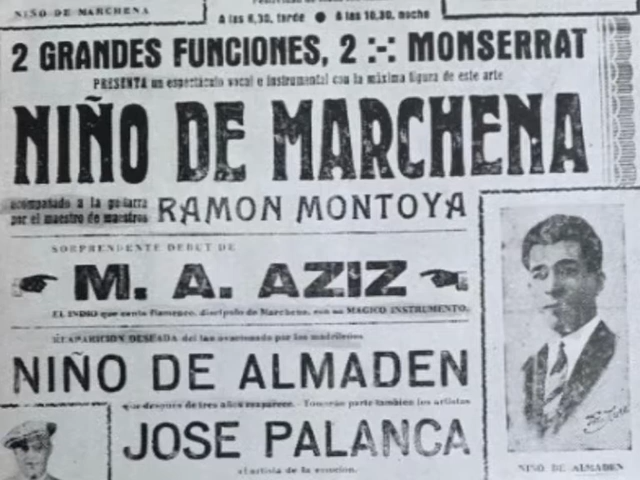 NIÑO DE MARCHENA
A las 6,30, tarde ● A las 10,30, noche
2 GRANDES FUNCIONES, 2 :-: MONSERRAT
PRESENTA un espectáculo vocal e instrumental con la máxima figura de este arte
NIÑO DE MARCHENA
acompañado a la guitarra
por el maestro de maestros
RAMON MONTOYA
SORPRENDENTE DEBUT DE
M. A. AZIZ
EL INDIO que canta flamenco, discípulo de Marchena, con su MAGICO INSTRUMENTO.
REAPARICION DESEADA del tan ovacionado por los madrileños
NIÑO DE ALMADEN
que después de tres años reaparece. - Tomarán parte también los artistas
JOSE PALANCA
el artista de la emoción.
NIÑO DE ALMADEN